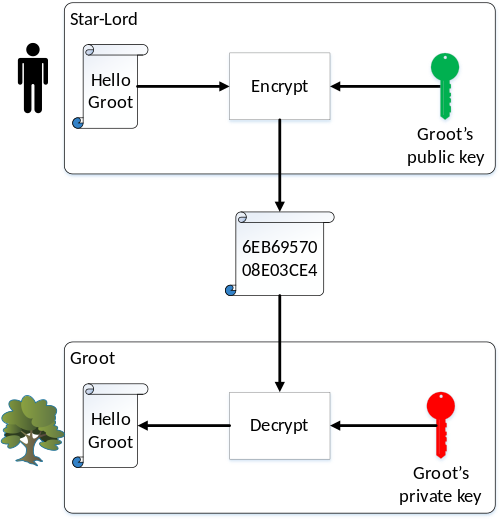 Star-Lord
Hello
Groot
Encrypt
Groot’s
public key
6EB69570
08E03CE4
Groot
Hello
Groot
Decrypt
Groot’s
private key